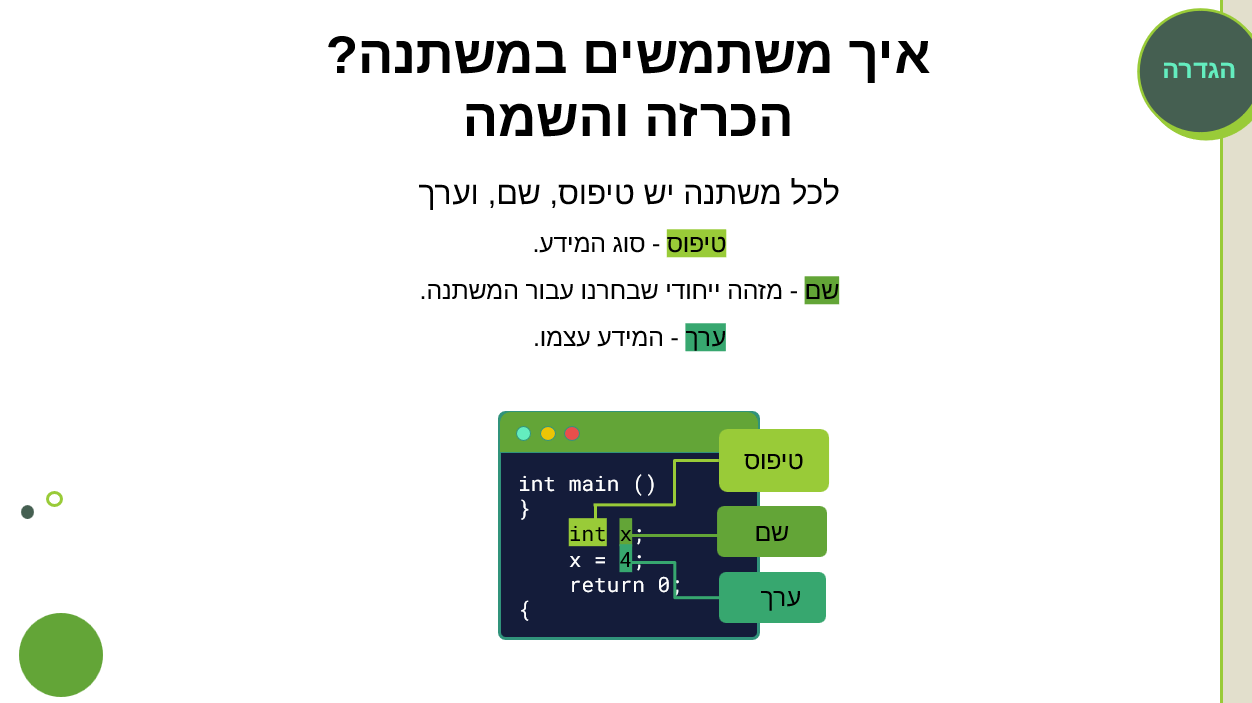 הגדרה
איך משתמשים במשתנה?
הכרזה והשמה
לכל משתנה יש טיפוס, שם, וערך
טיפוס - סוג המידע.
שם - מזהה ייחודי שבחרנו עבור המשתנה.
ערך - המידע עצמו.
int main ()
}
int x;
x = 4;
return 0;
{
טיפוס
שם
ערך